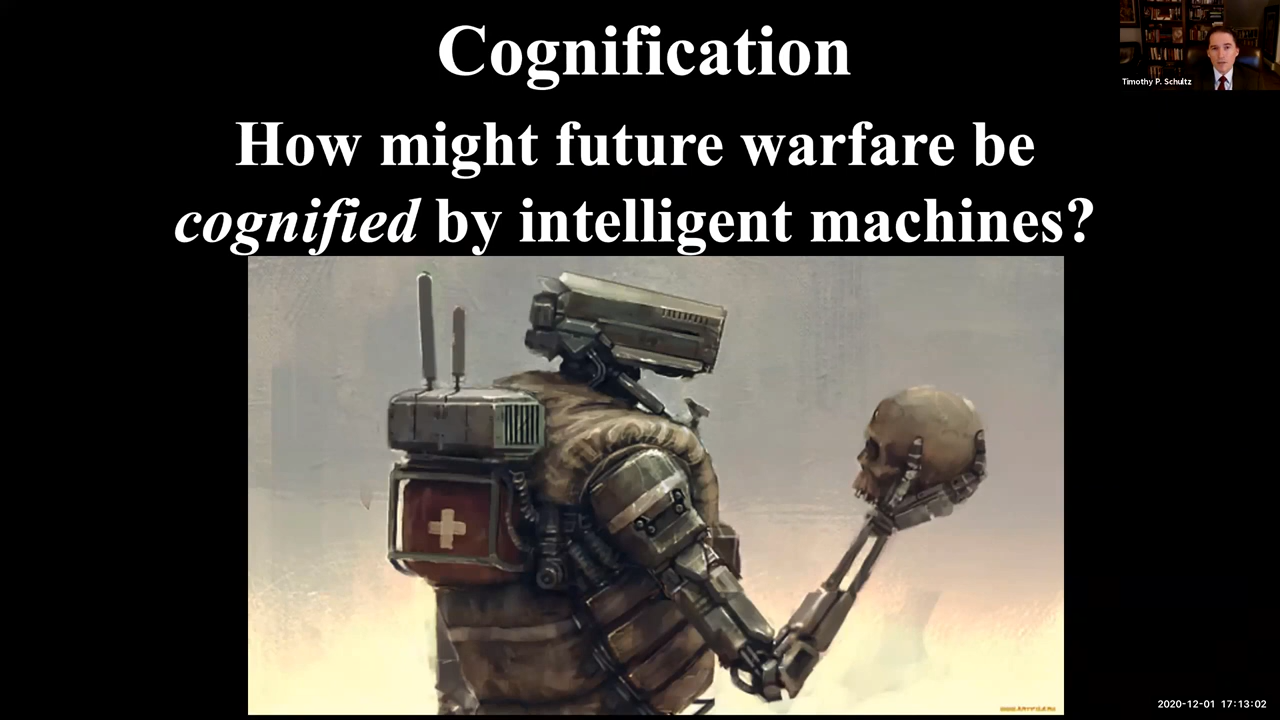 Cognification
How might future warfare be
cognified by intelligent machines?
Timothy P. Schultz
2020-12-01 17:13:02